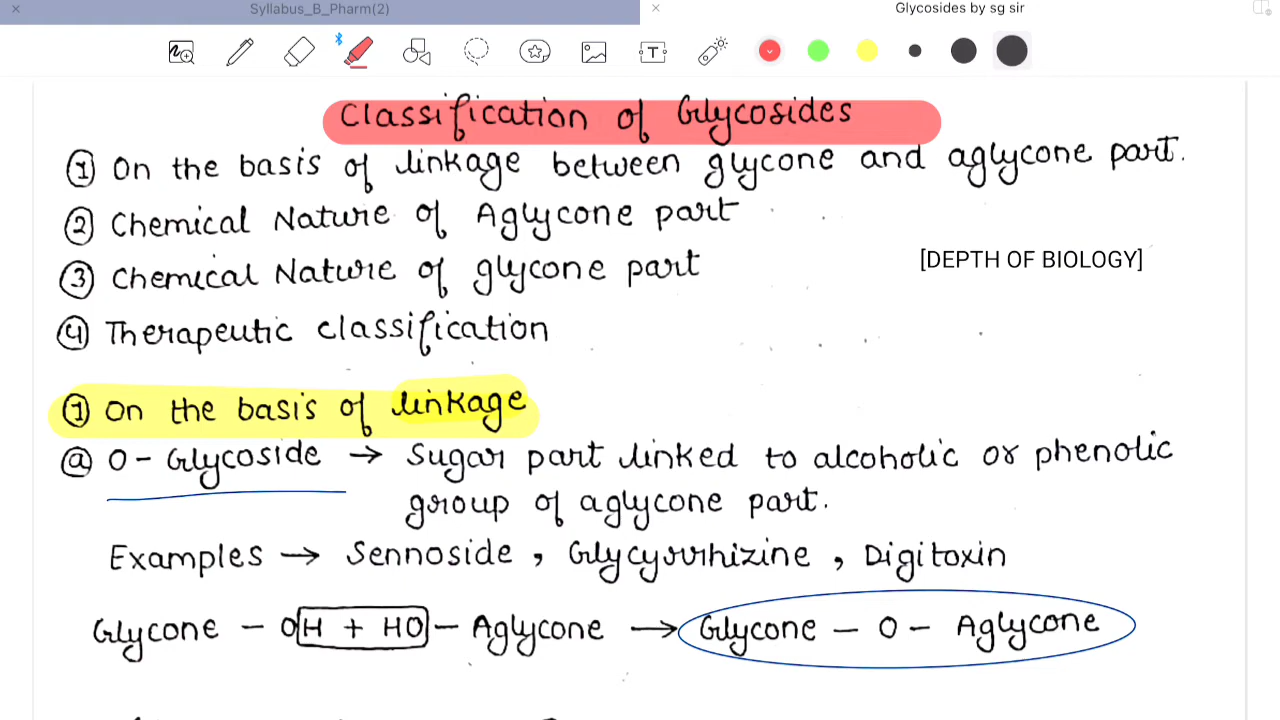 Syllabus_B_Pharm(2)
Glycosides by sg sir
Classification of Glycosides
① On the basis of linkage between glycone and aglycone part.
② Chemical Nature of Aglycone part
③ Chemical Nature of glycone part
[DEPTH OF BIOLOGY]
④ Therapeutic classification
① On the basis of linkage
ⓐ O - Glycoside → Sugar part linked to alcoholic or phenolic
group of aglycone part.
Examples → Sennoside , Glycyrrhizine , Digitoxin
Glycone - OH + HO - Aglycone → Glycone - O - Aglycone